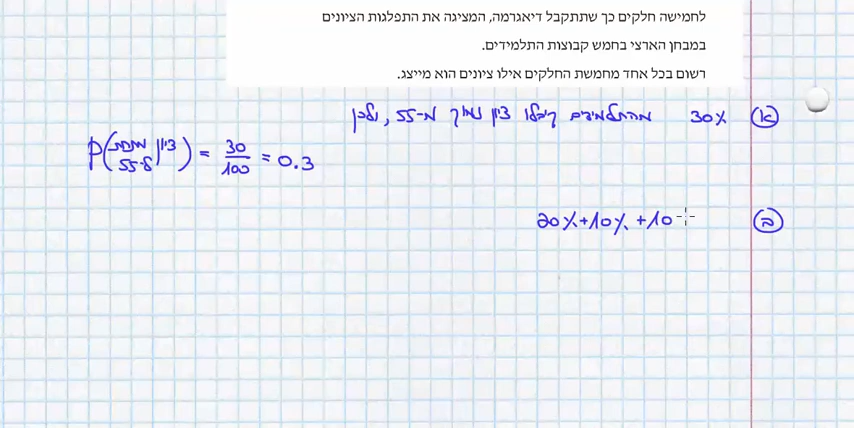 לחמישה חלקים כך שתתקבל דיאגרמה, המציגה את התפלגות הציונים
במבחן הארצי בחמש קבוצות התלמידים.
רשום בכל אחד מחמשת החלקים אילו ציונים הוא מייצג.
א 30% מהתלמידים קיבלו ציון נמוך מ-55, ולכן
P(ציון מתחת ל-55) = 30/100 = 0.3
ב 20%+10%+10